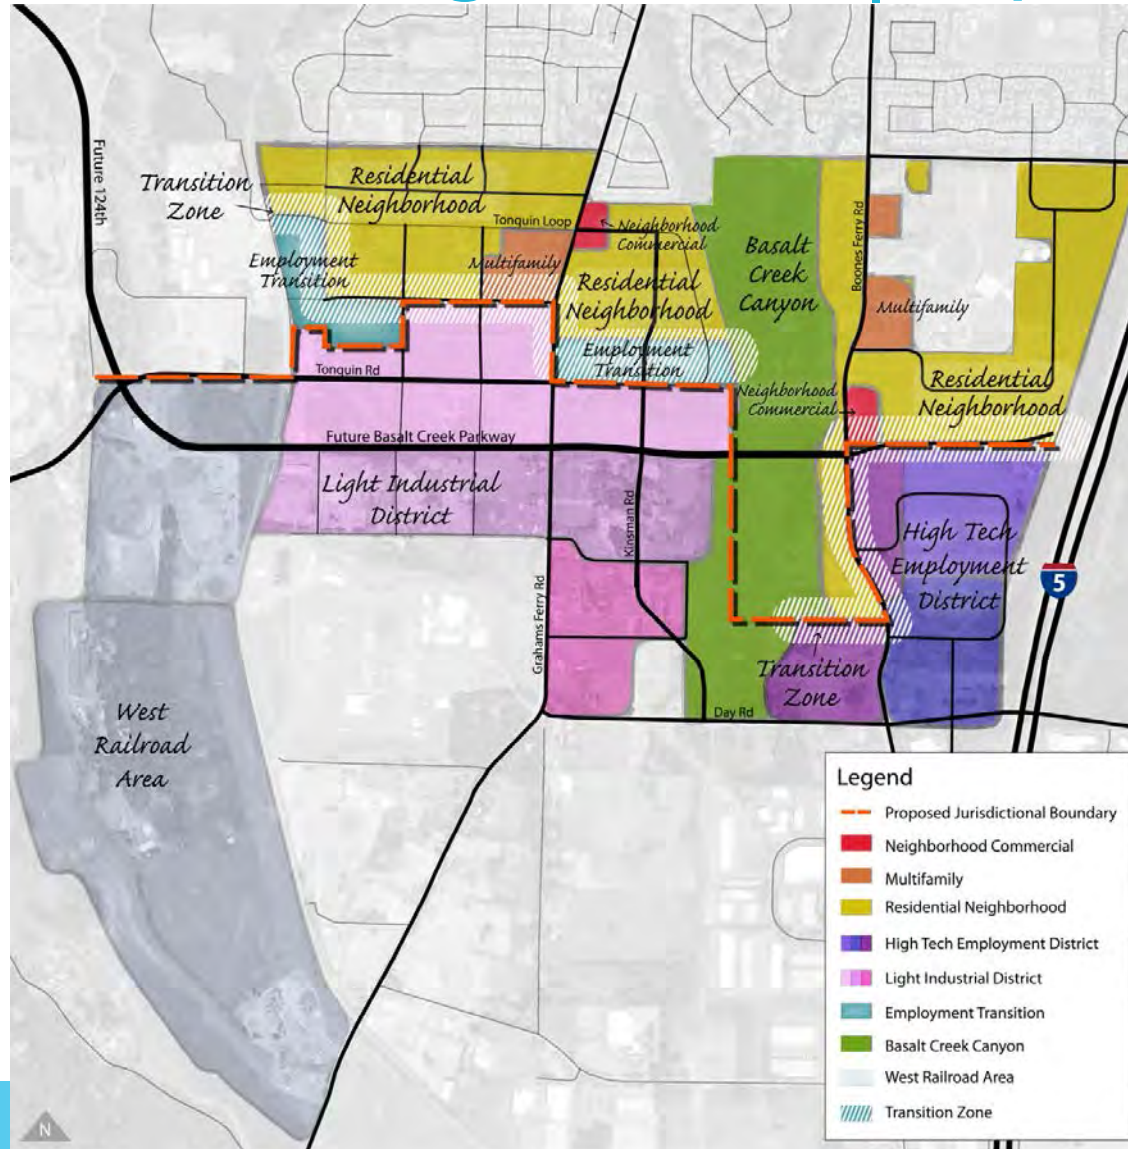 Future 124th
Transition
Zone
Residential
Neighborhood
Tonquin Loop
Neighborhood
Commercial
Employment
Transition
Multifamily
Residential
Neighborhood
Basalt
Creek
Canyon
Boones Ferry Rd
Multifamily
Employment
Transition
Tonquin Rd
Neighborhood
Commercial
Residential
Neighborhood
Future Basalt Creek Parkway
Light Industrial
District
Kinsman Rd
High Tech
Employment
District
5
Grahams Ferry Rd
Transition
Zone
Day Rd
West
Railroad
Area
Legend
Proposed Jurisdictional Boundary
Neighborhood Commercial
Multifamily
Residential Neighborhood
High Tech Employment District
Light Industrial District
Employment Transition
Basalt Creek Canyon
West Railroad Area
Transition Zone
N